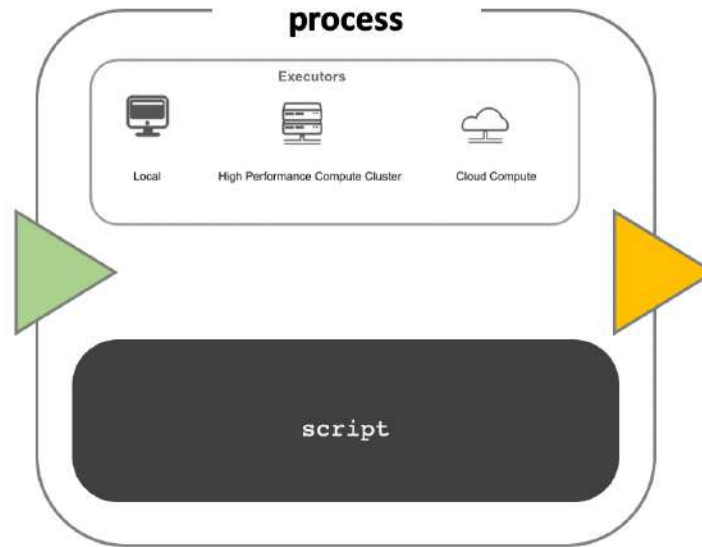 process
Executors
Local High Performance Compute Cluster Cloud Compute
script